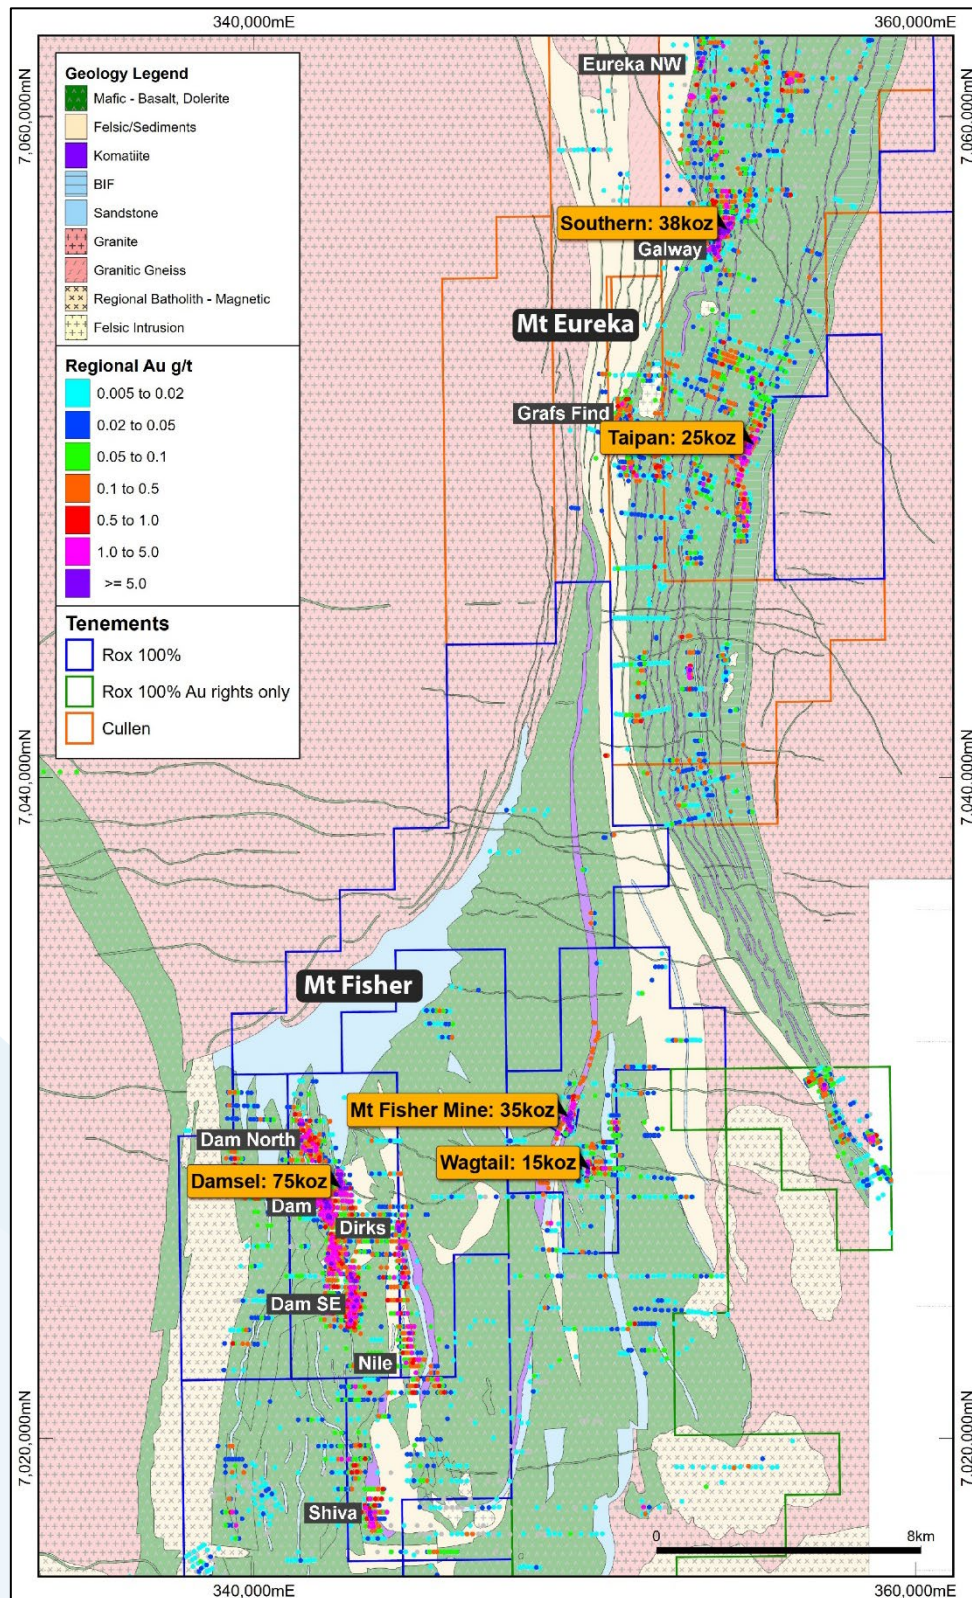 340,000mE
360,000mE
7,060,000mN
7,060,000mN
Geology Legend
Mafic - Basalt, Dolerite
Felsic/Sediments
Komatiite
BIF
Sandstone
Granite
Granitic Gneiss
Regional Batholith - Magnetic
Felsic Intrusion
Regional Au g/t
0.005 to 0.02
0.02 to 0.05
0.05 to 0.1
0.1 to 0.5
0.5 to 1.0
1.0 to 5.0
>= 5.0
Tenements
Rox 100%
Rox 100% Au rights only
Cullen
Eureka NW
Southern: 38koz
Galway
Mt Eureka
Grafs Find
Taipan: 25koz
7,040,000mN
7,040,000mN
Mt Fisher
Mt Fisher Mine: 35koz
Dam North
Wagtail: 15koz
Damsel: 75koz
Dam
Dirks
Dam SE
Nile
7,020,000mN
7,020,000mN
Shiva
0
8km
340,000mE
360,000mE